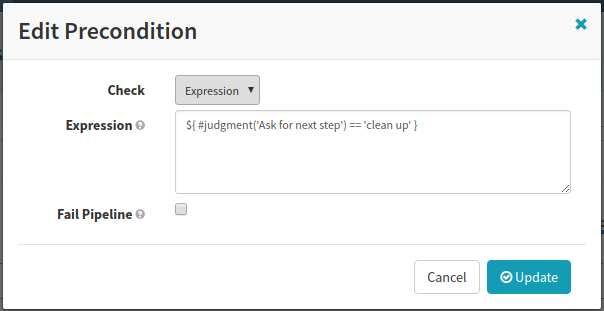 Edit Precondition
Check
Expression
Expression
${ #judgment('Ask for next step') == 'clean up' }
Fail Pipeline
Cancel
Update